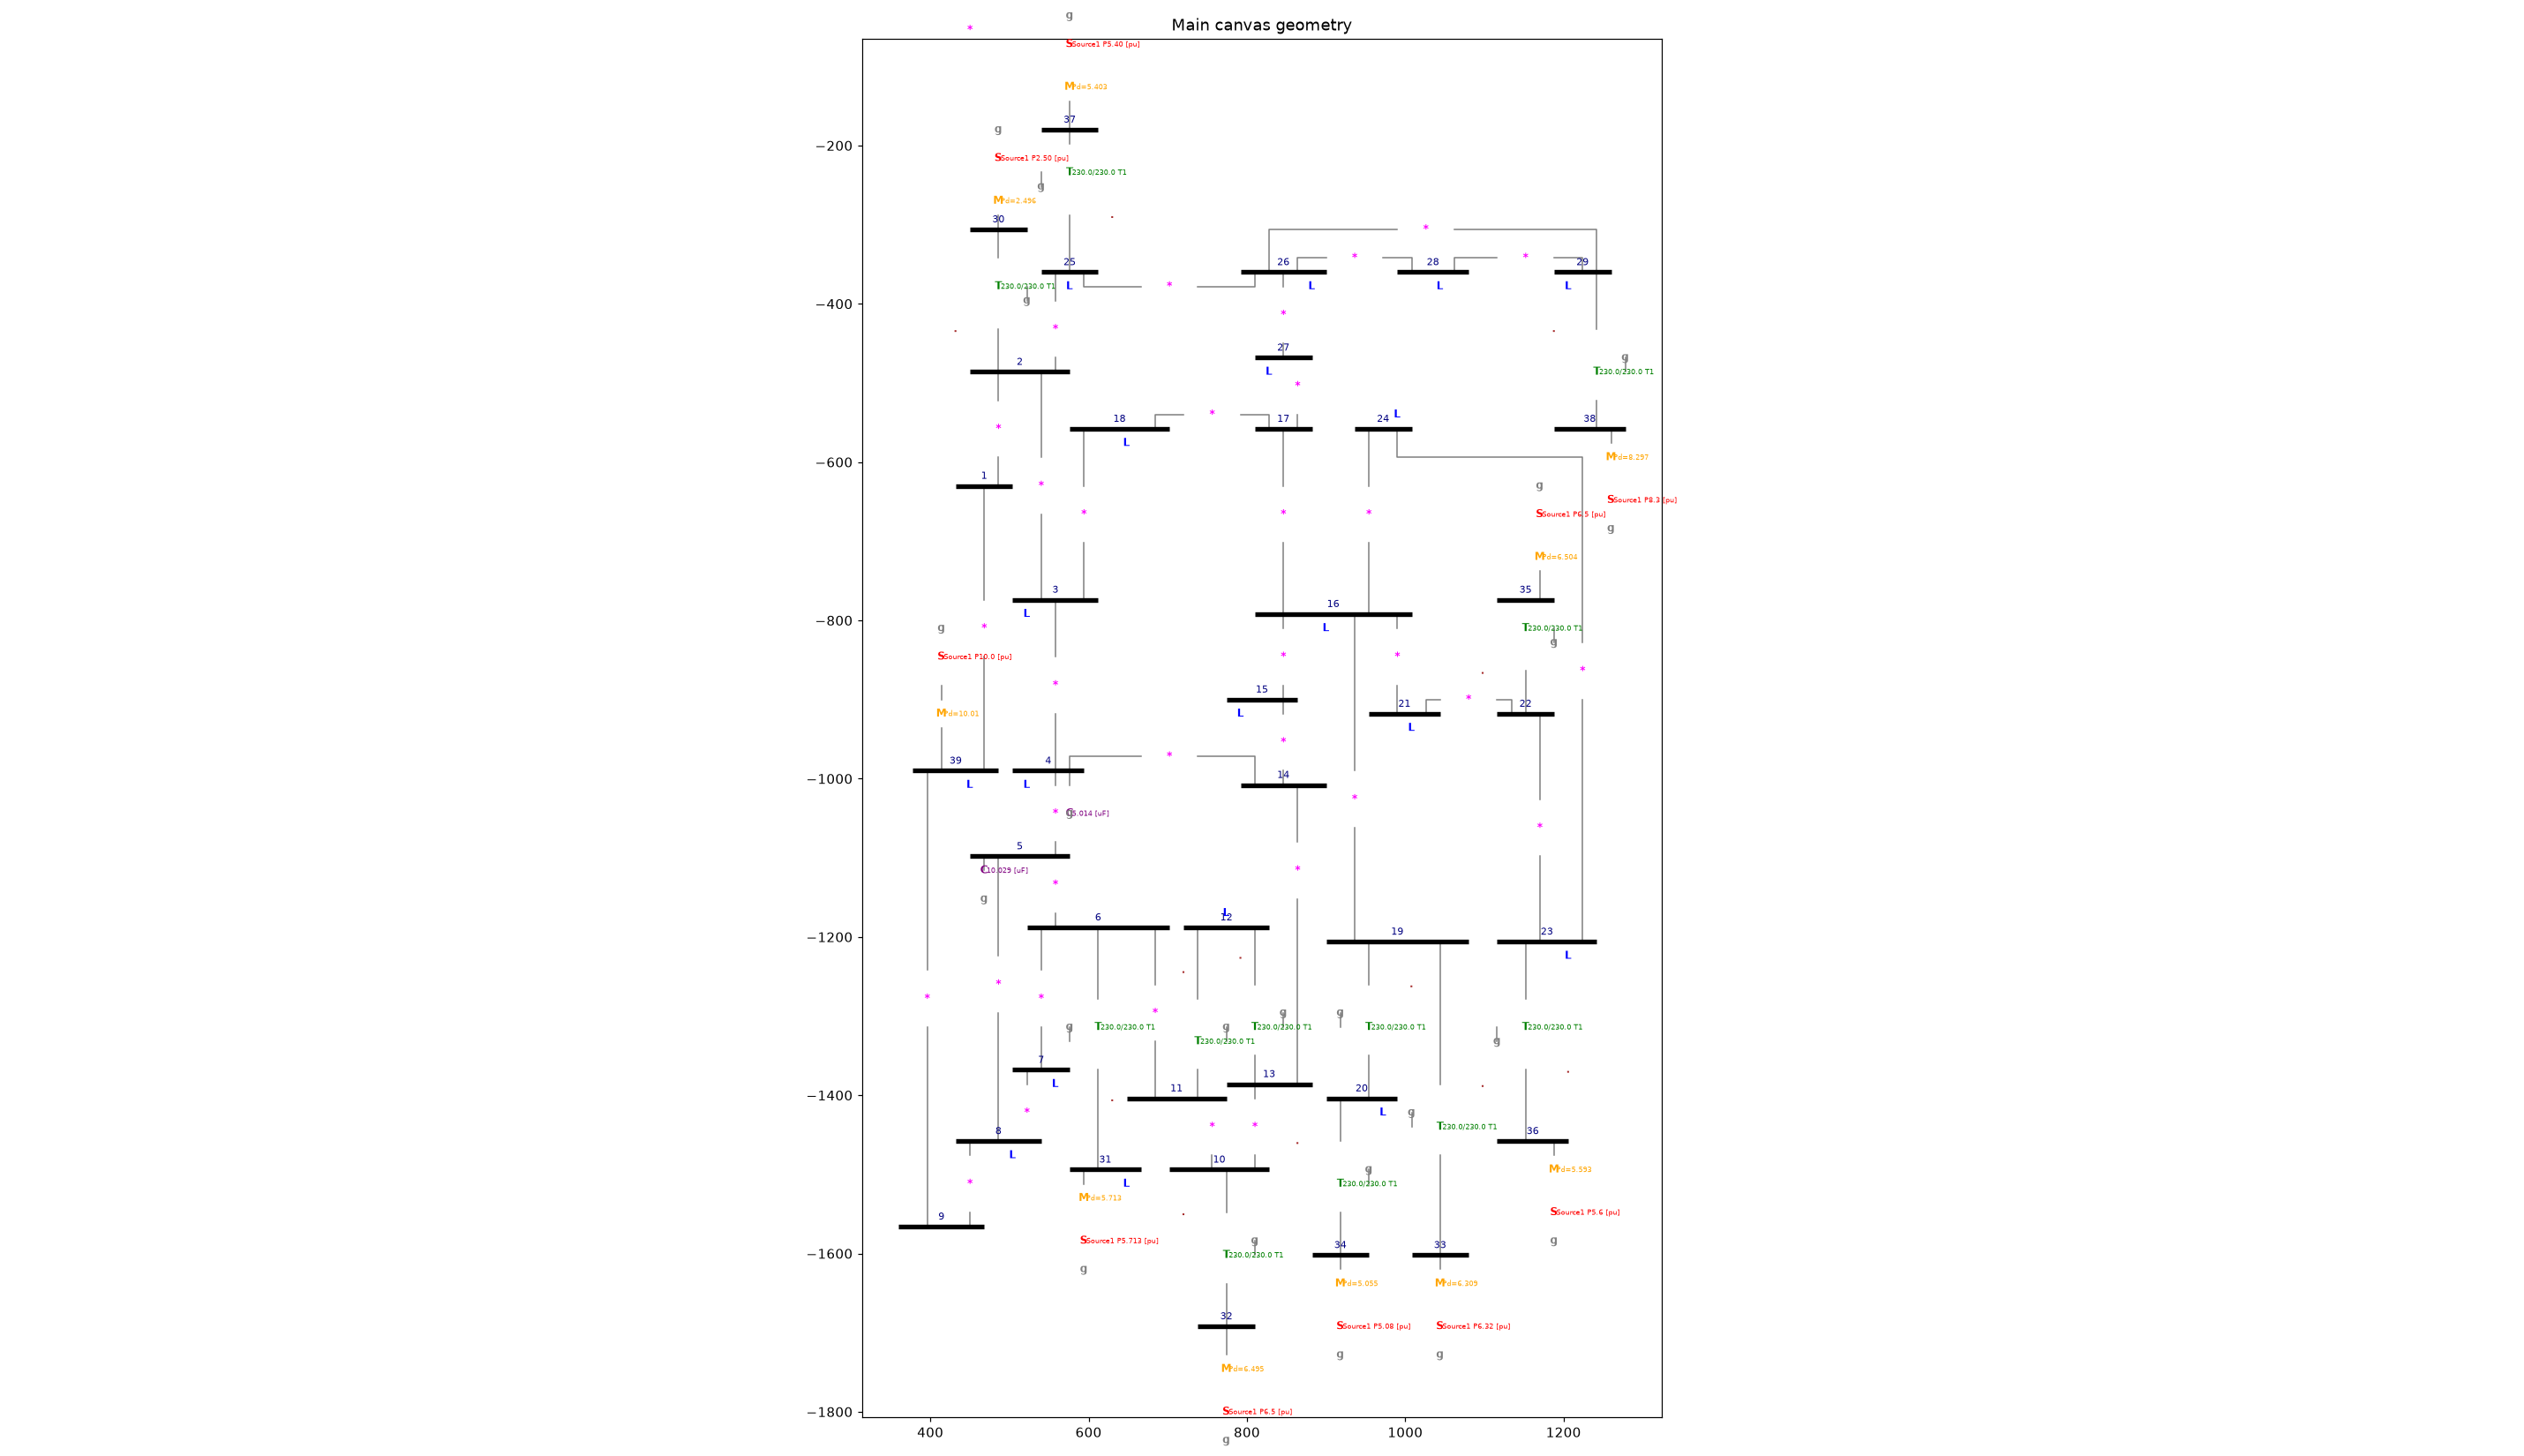 g
Main canvas geometry
*
S Source1 P5.40 [pu]
M Pd=5.403
37
g
−200
S Source1 P2.50 [pu]
T 230.0/230.0 T1
g
M Pd=2.496
30
*
25
26
*
28
*
29
T 230.0/230.0 T1
L
*
L
L
L
g
−400
*
*
27
g
2
L
T 230.0/230.0 T1
*
18
*
17
24
L
38
*
L
M Pd=8.297
−600
1
*
g
S Source1 P8.3 [pu]
*
*
*
S Source1 P6.5 [pu]
g
M Pd=6.504
3
16
35
L
−800
g
*
L
T 230.0/230.0 T1
g
S Source1 P10.0 [pu]
*
*
*
*
15
21
*
22
M Pd=10.01
L
L
39
4
*
*
14
−1000
L
L
*
*
C 5.014 [uF]
g
*
5
C 10.029 [uF]
*
*
g
6
L
12
19
23
−1200
L
*
*
*
*
g
g
g
T 230.0/230.0 T1
g
T 230.0/230.0 T1
T 230.0/230.0 T1
T 230.0/230.0 T1
T 230.0/230.0 T1
g
7
L
11
13
20
−1400
*
L
g
*
*
T 230.0/230.0 T1
8
L
31
10
36
g
M Pd=5.593
*
L
T 230.0/230.0 T1
M Pd=5.713
9
S Source1 P5.6 [pu]
S Source1 P5.713 [pu]
g
34
33
g
−1600
g
T 230.0/230.0 T1
M Pd=5.055
M Pd=6.309
32
S Source1 P5.08 [pu]
S Source1 P6.32 [pu]
g
g
M Pd=6.495
−1800
S Source1 P6.5 [pu]
400
600
800
1000
1200
g